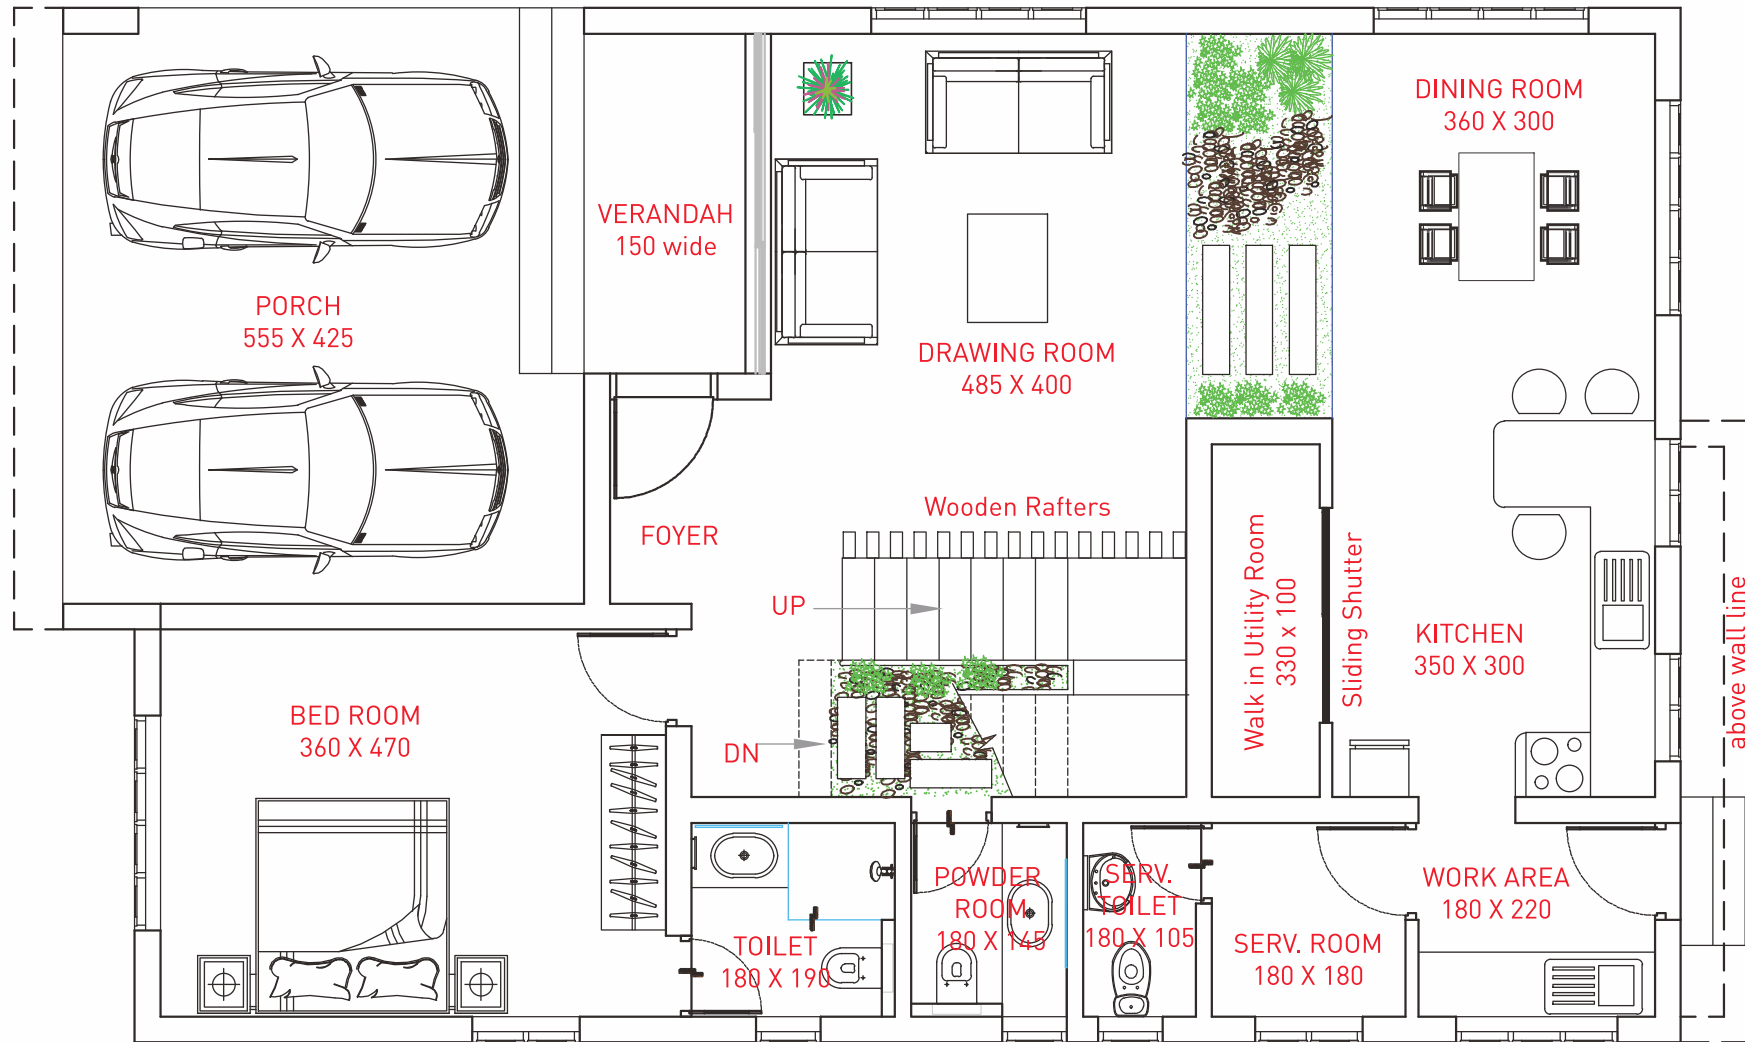 DINING ROOM
360 X 300
VERANDAH
150 wide
PORCH
555 X 425
DRAWING ROOM
485 X 400
Wooden Rafters
FOYER
UP
Walk in Utility Room
330 x 100
Sliding Shutter
KITCHEN
350 X 300
above wall line
BED ROOM
360 X 470
DN
POWDER
ROOM
180 X 145
SERV.
TOILET
180 X 105
WORK AREA
180 X 220
TOILET
180 X 190
SERV. ROOM
180 X 180